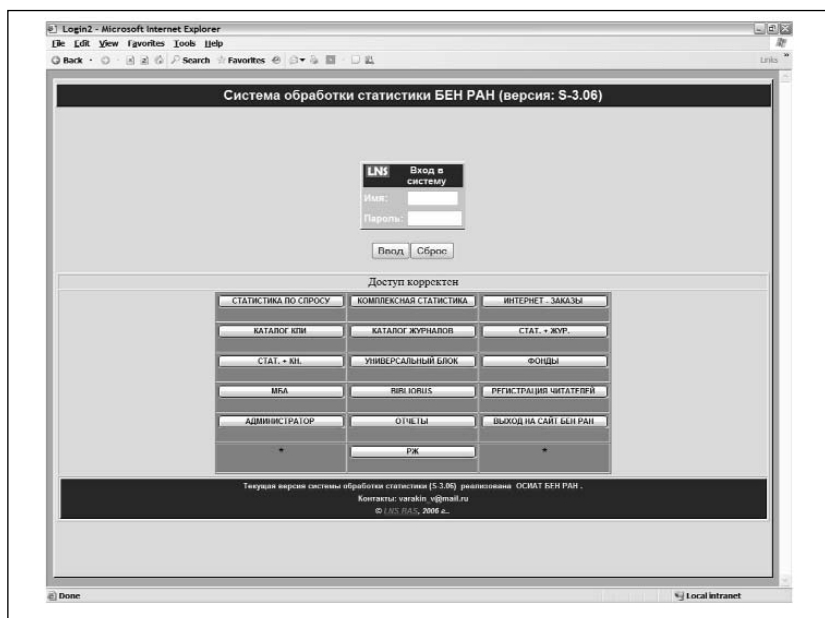 Login2 - Microsoft Internet Explorer
File Edit View Favorites Tools Help
Back Search Favorites Links
Система обработки статистики БЕН РАН (версия: S-3.06)
LNS Вход в
систему
Имя:
Пароль:
Ввод Сброс
Доступ корректен
СТАТИСТИКА ПО СПРОСУ КОМПЛЕКСНАЯ СТАТИСТИКА ИНТЕРНЕТ - ЗАКАЗЫ
КАТАЛОГ КПИ КАТАЛОГ ЖУРНАЛОВ СТАТ. + ЖУР.
СТАТ. + КН. УНИВЕРСАЛЬНЫЙ БЛОК ФОНДЫ
МБА BIBLIOBUS РЕГИСТРАЦИЯ ЧИТАТЕЛЕЙ
АДМИНИСТРАТОР ОТЧЕТЫ ВЫХОД НА САЙТ БЕН РАН
* РЖ *
Текущая версия системы обработки статистики (S-3.06) реализована ОСИАТ БЕН РАН .
Контакты: varakin_v@mail.ru
© LNS RAS, 2006 г..
Done Local intranet